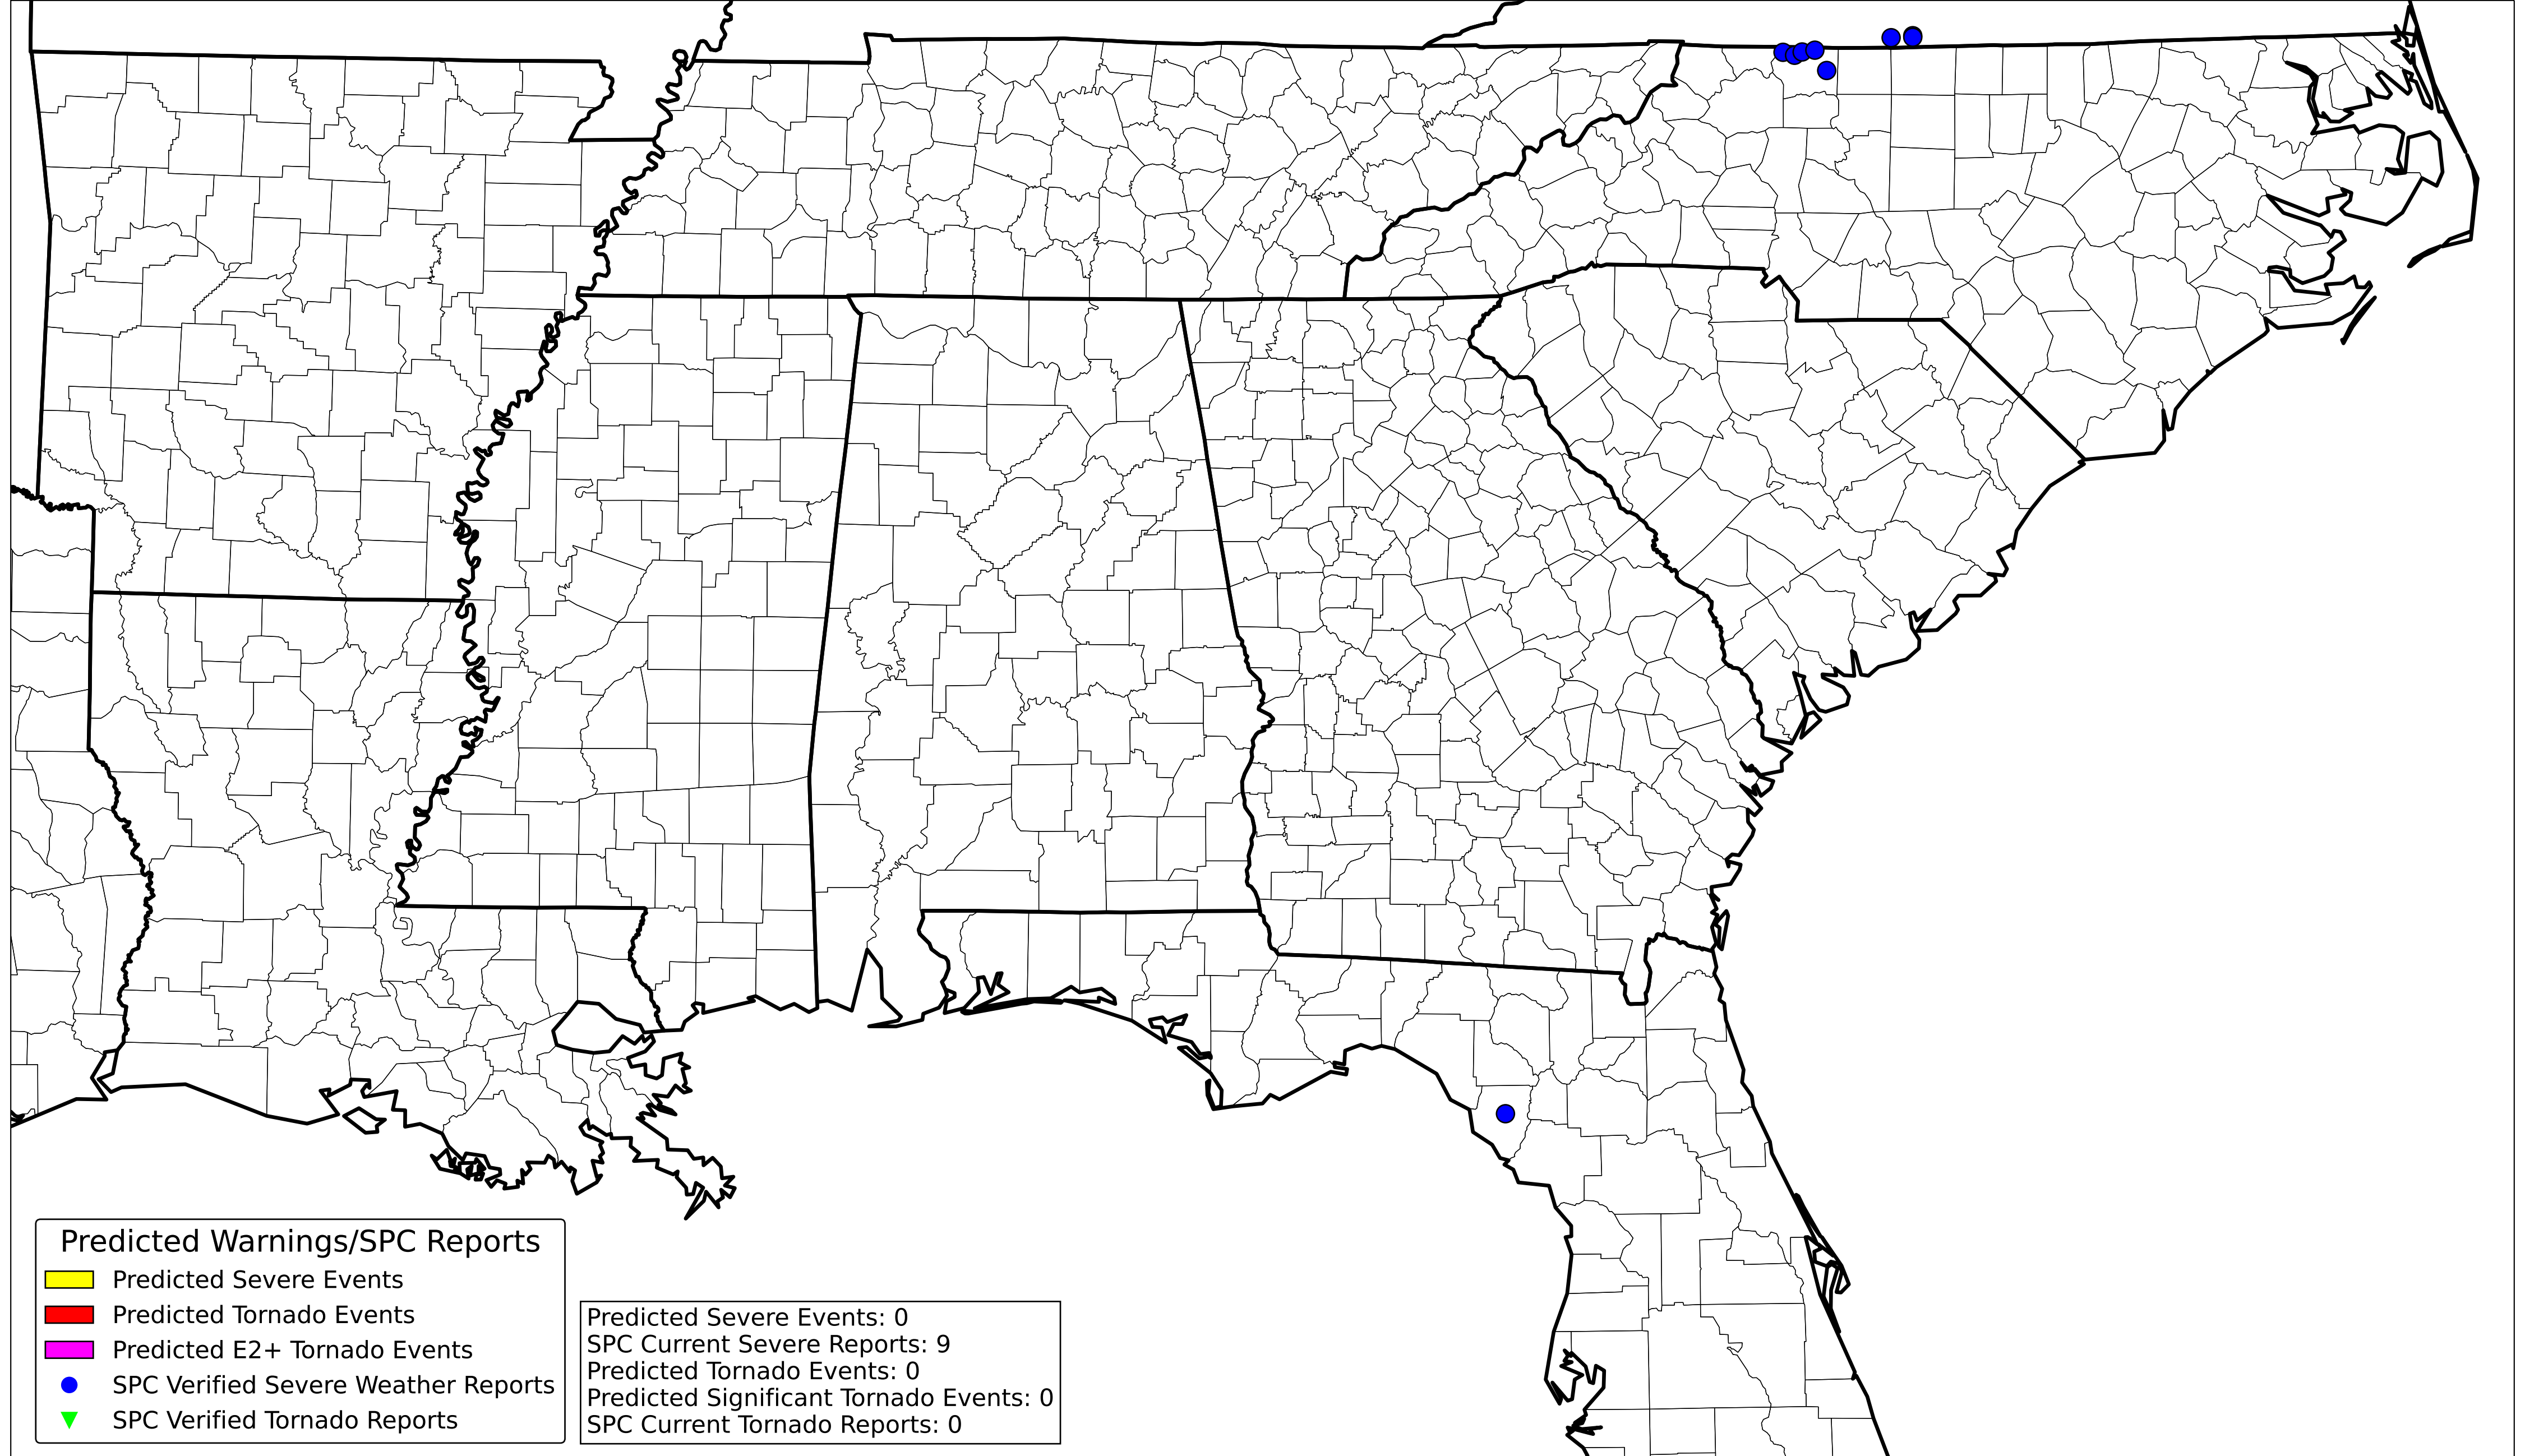 Predicted Warnings/SPC Reports
Predicted Severe Events
Predicted Tornado Events
Predicted E2+ Tornado Events
SPC Verified Severe Weather Reports
SPC Verified Tornado Reports
Predicted Severe Events: 0
SPC Current Severe Reports: 9
Predicted Tornado Events: 0
Predicted Significant Tornado Events: 0
SPC Current Tornado Reports: 0